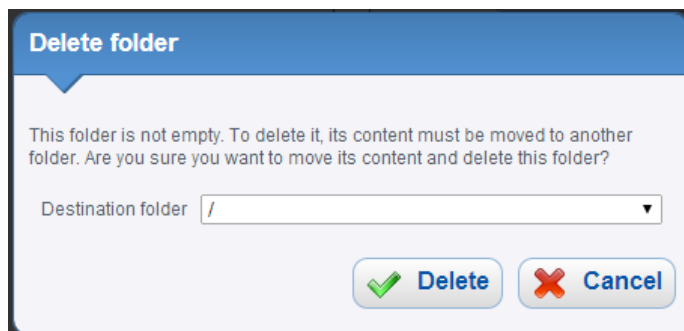 Delete folder
This folder is not empty. To delete it, its content must be moved to another
folder. Are you sure you want to move its content and delete this folder?
Destination folder /
Delete Cancel